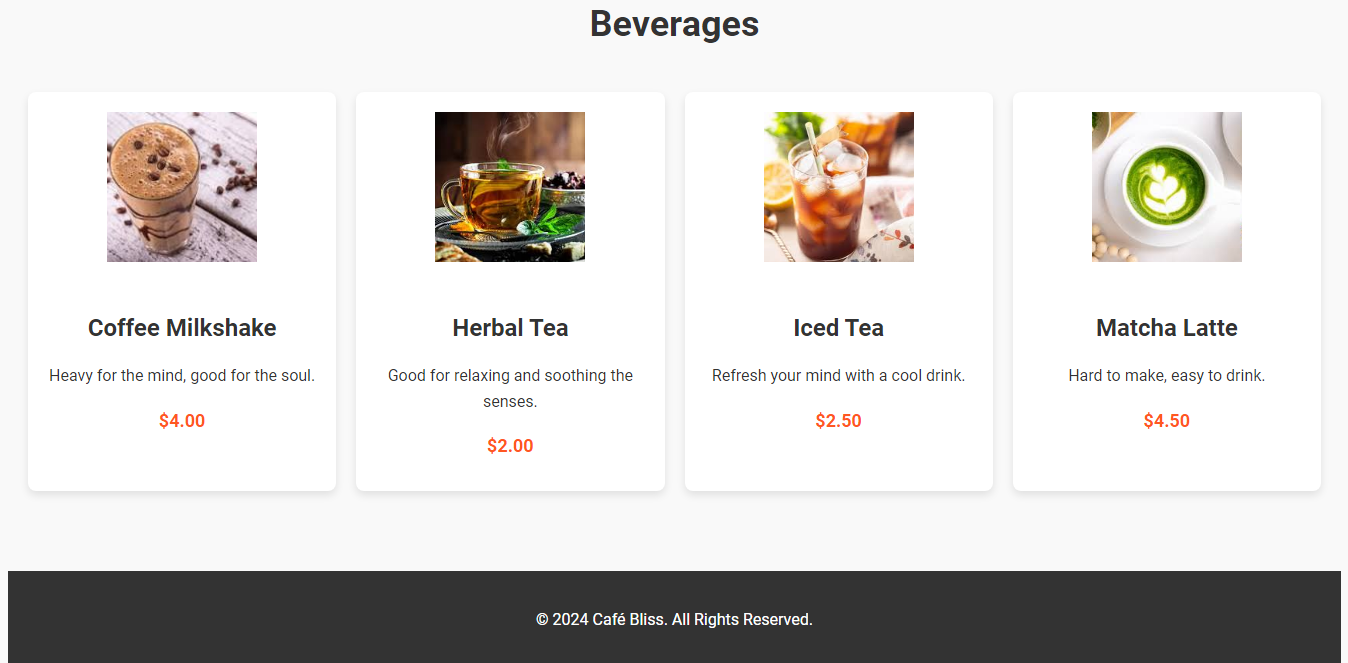 Beverages
Coffee Milkshake
Heavy for the mind, good for the soul.
$4.00
Herbal Tea
Good for relaxing and soothing the
senses.
$2.00
Iced Tea
Refresh your mind with a cool drink.
$2.50
Matcha Latte
Hard to make, easy to drink.
$4.50
© 2024 Café Bliss. All Rights Reserved.